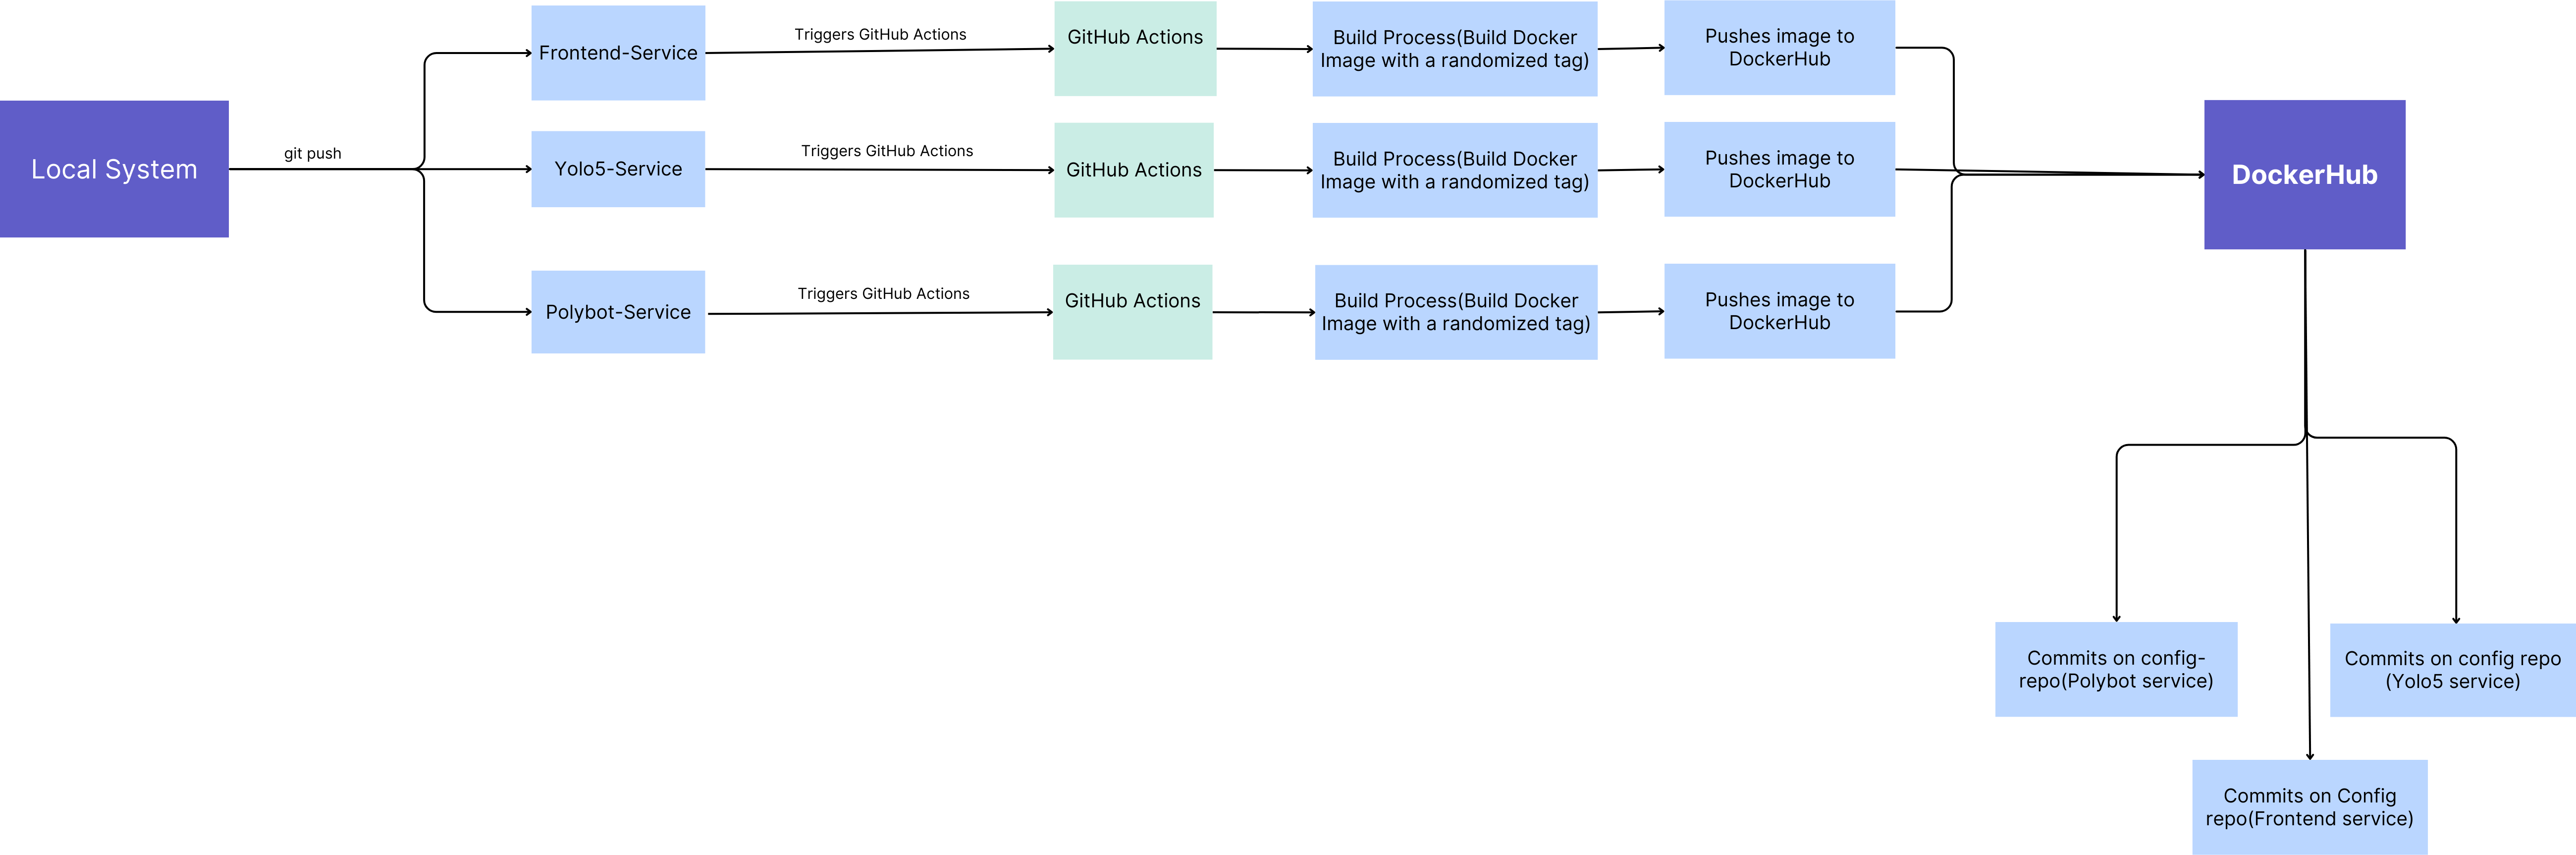 Frontend-Service
Triggers GitHub Actions
GitHub Actions
Build Process(Build Docker
Image with a randomized tag)
Pushes image to
DockerHub
Local System
git push
Yolo5-Service
Triggers GitHub Actions
GitHub Actions
Build Process(Build Docker
Image with a randomized tag)
Pushes image to
DockerHub
DockerHub
Polybot-Service
Triggers GitHub Actions
GitHub Actions
Build Process(Build Docker
Image with a randomized tag)
Pushes image to
DockerHub
Commits on config-
repo(Polybot service)
Commits on config repo
(Yolo5 service)
Commits on Config
repo(Frontend service)